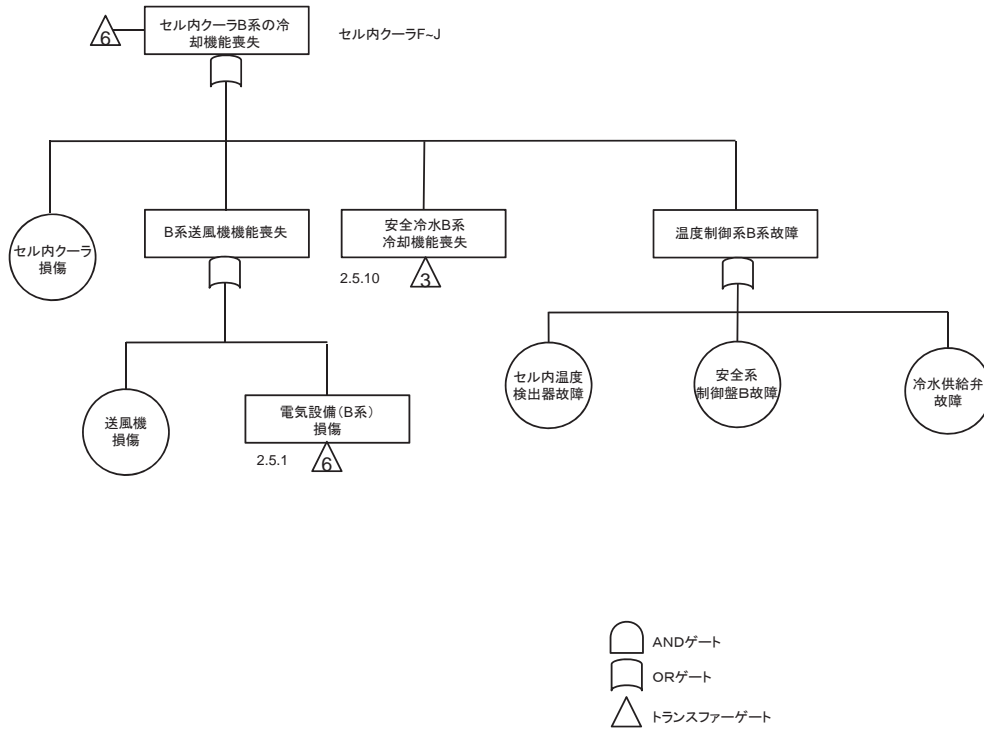 6
セル内クーラB系の冷
却機能喪失
セル内クーラF~J
セル内クーラ
損傷
B系送風機機能喪失
安全冷水B系
冷却機能喪失
2.5.10
3
温度制御系B系故障
送風機
損傷
電気設備(B系)
損傷
2.5.1
6
セル内温度
検出器故障
安全系
制御盤B故障
冷水供給弁
故障
ANDゲート
ORゲート
トランスファーゲート